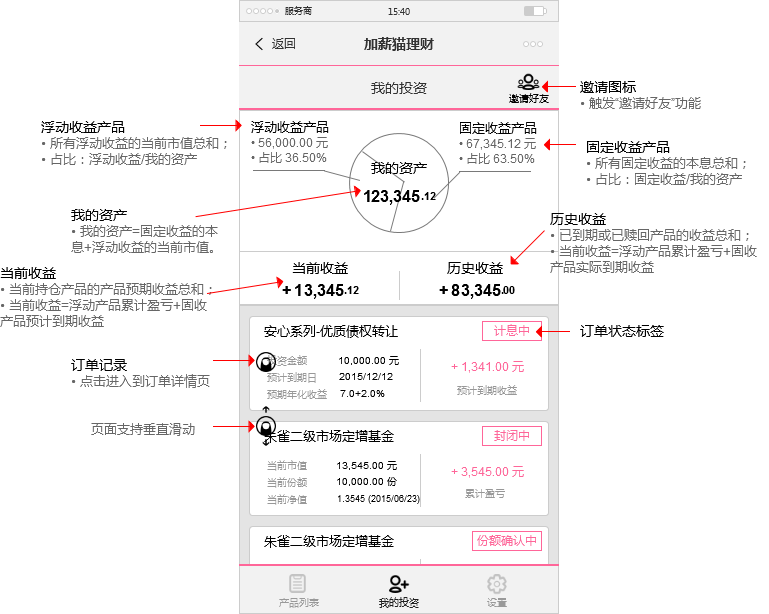 服务商
15:40
返回
加薪猫理财
我的投资
邀请好友
邀请图标
• 触发“邀请好友”功能
浮动收益产品
• 所有浮动收益的当前市值总和；
• 占比：浮动收益/我的资产
浮动收益产品
• 56,000.00 元
• 占比 36.50%
固定收益产品
• 67,345.12 元
• 占比 63.50%
固定收益产品
• 所有固定收益的本息总和；
• 占比：固定收益/我的资产
我的资产
123,345.12
我的资产
• 我的资产=固定收益的本
息+浮动收益的当前市值。
历史收益
• 已到期或已赎回产品的收益总和；
• 当前收益=浮动产品累计盈亏+固收
产品实际到期收益
当前收益
• 当前持仓产品的产品预期收益总和；
• 当前收益=浮动产品累计盈亏+固收
产品预计到期收益
当前收益
+13,345.12
历史收益
+83,345.00
安心系列-优质债权转让
计息中
订单状态标签
订单记录
• 点击进入到订单详情页
资金额
10,000.00 元
预计到期日
2015/12/12
预期年化收益
7.0+2.0%
+ 1,341.00 元
预计到期收益
页面支持垂直滑动
朱雀二级市场定增基金
封闭中
当前市值
13,545.00 元
当前份额
10,000.00 份
当前净值
1.3545 (2015/06/23)
+ 3,545.00 元
累计盈亏
朱雀二级市场定增基金
份额确认中
产品列表
我的投资
设置